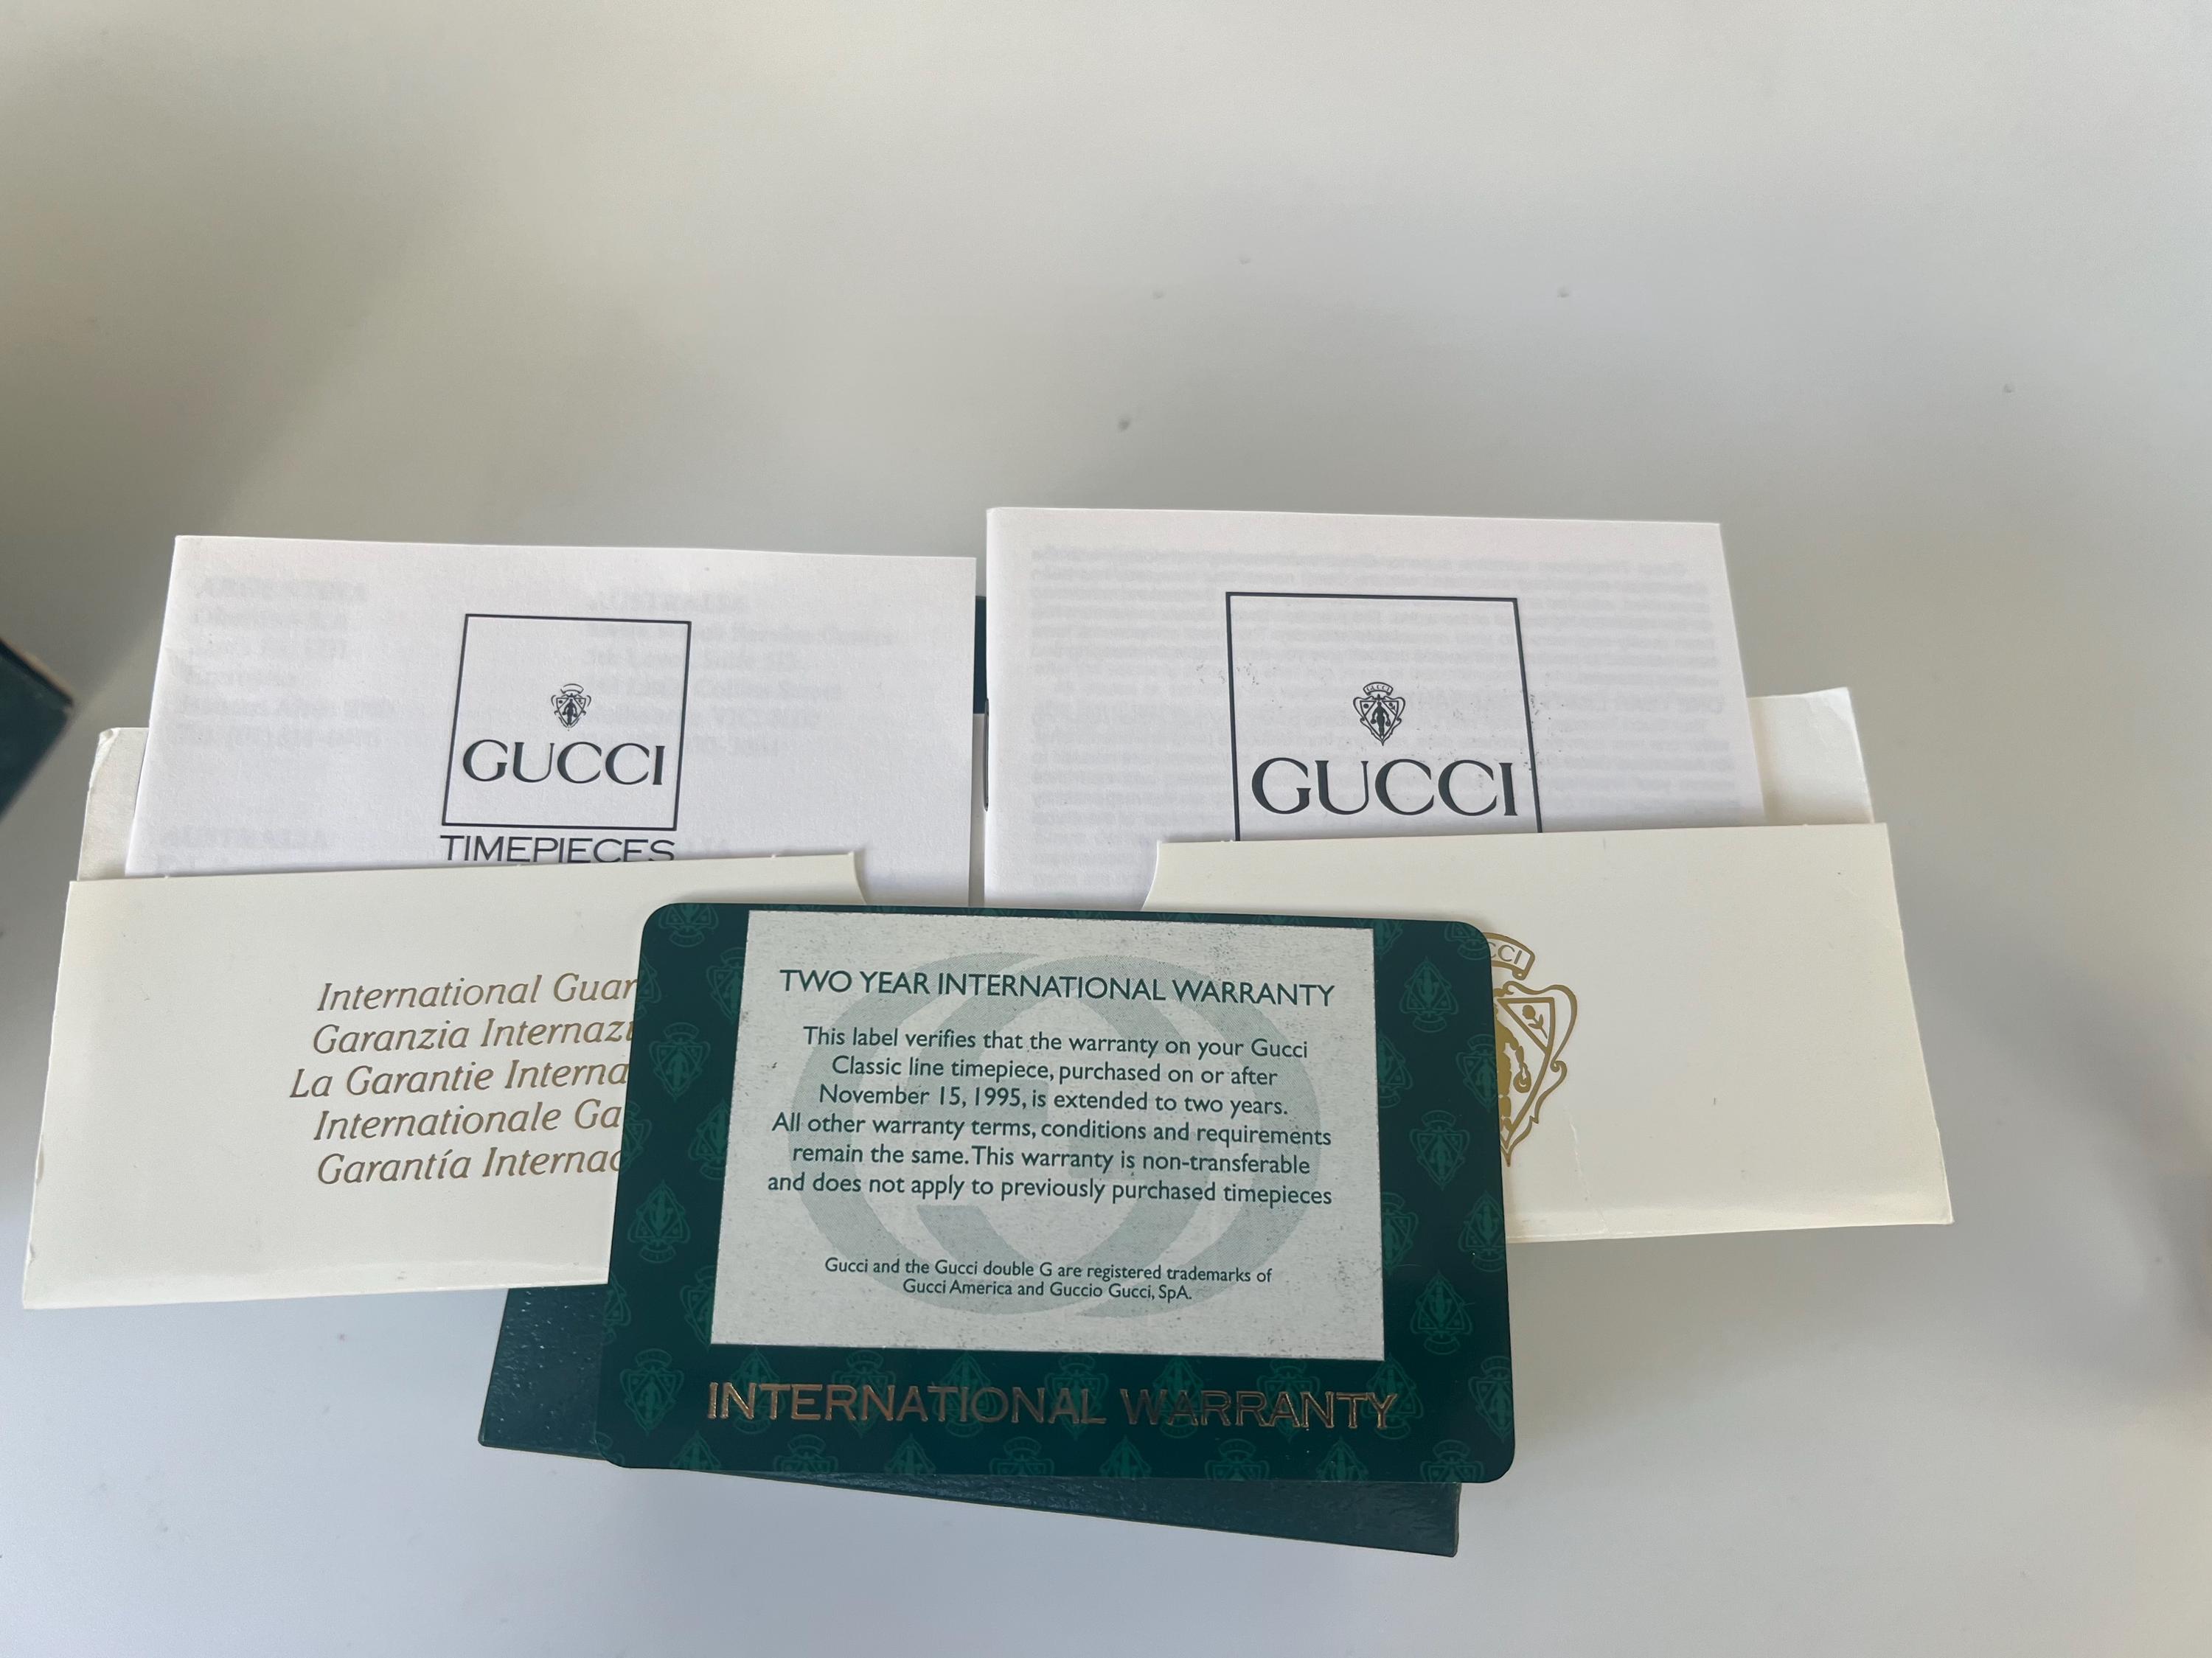 GUCCI
TIMEPIECES
GUCCI
GUCCI
International Guar
Garanzia Internazi
La Garantie Interna
Internationale Ga
Garantía Internac
CCI
TWO YEAR INTERNATIONAL WARRANTY
This label verifies that the warranty on your Gucci
Classic line timepiece, purchased on or after
November 15, 1995, is extended to two years.
All other warranty terms, conditions and requirements
remain the same. This warranty is non-transferable
and does not apply to previously purchased timepieces
Gucci and the Gucci double G are registered trademarks of
Gucci America and Guccio Gucci, SpA.
INTERNATIONAL WARRANTY